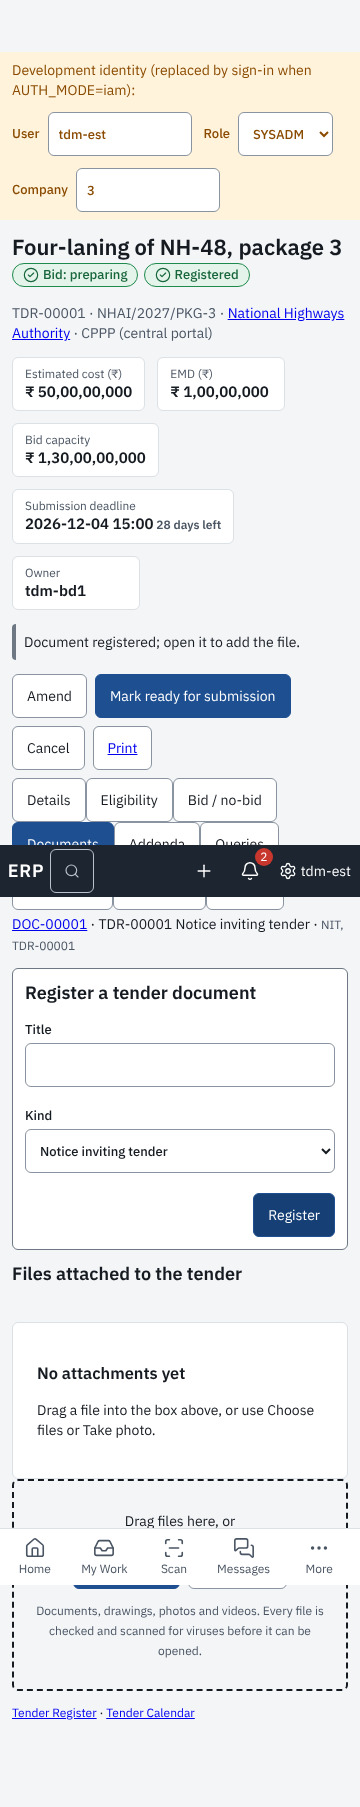 Development identity (replaced by sign-in when
AUTH_MODE=iam):
User tdm-est Role SYSADM
Company 3
Four-laning of NH-48, package 3
Bid: preparing Registered
TDR-00001 · NHAI/2027/PKG-3 · National Highways
Authority · CPPP (central portal)
Estimated cost (₹) EMD (₹)
₹ 50,00,00,000 ₹ 1,00,00,000
Bid capacity
₹ 1,30,00,00,000
Submission deadline
2026-12-04 15:00 28 days left
Owner
tdm-bd1
Document registered; open it to add the file.
Amend Mark ready for submission
Cancel Print
Details Eligibility Bid / no-bid
Documents Addenda Queries
ERP 2 tdm-est
DOC-00001 · TDR-00001 Notice inviting tender · NIT,
TDR-00001
Register a tender document
Title
Kind
Notice inviting tender
Register
Files attached to the tender
No attachments yet
Drag a file into the box above, or use Choose
files or Take photo.
Drag files here, or
Home My Work Scan Messages More
Documents, drawings, photos and videos. Every file is
checked and scanned for viruses before it can be
opened.
Tender Register · Tender Calendar